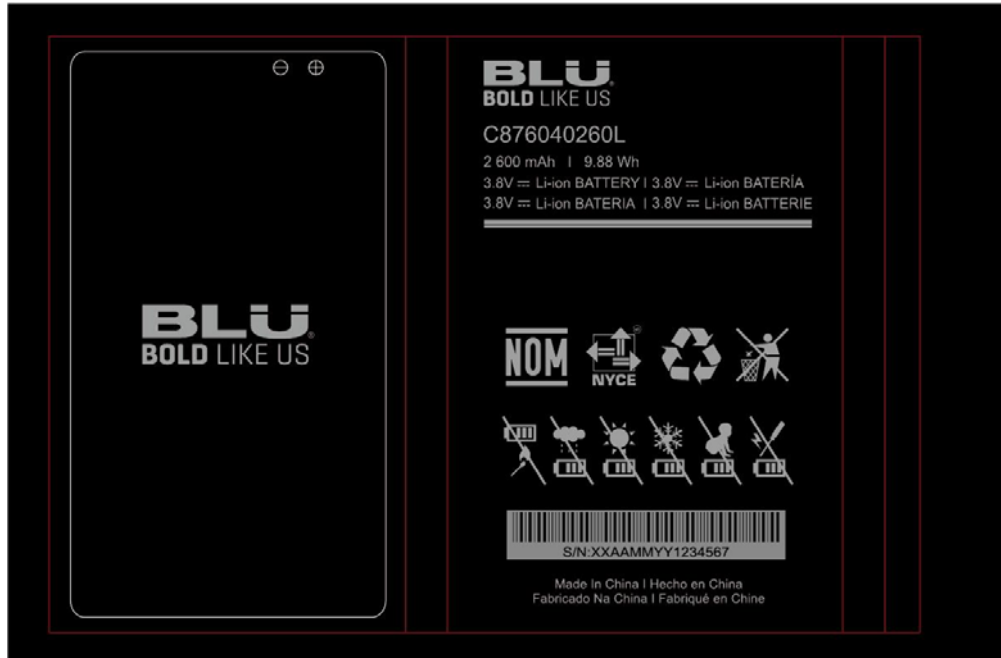 BLU
BOLD LIKE US
BLU
BOLD LIKE US
C876040260L
2 600 mAh I 9.88 Wh
3.8V ⎓ Li-ion BATTERY I 3.8V ⎓ Li-ion BATERÍA
3.8V ⎓ Li-ion BATERIA I 3.8V ⎓ Li-ion BATTERIE
NOM
NYCE
S/N:XXAAMMYY1234567
Made In China I Hecho en China
Fabricado Na China I Fabriqué en Chine